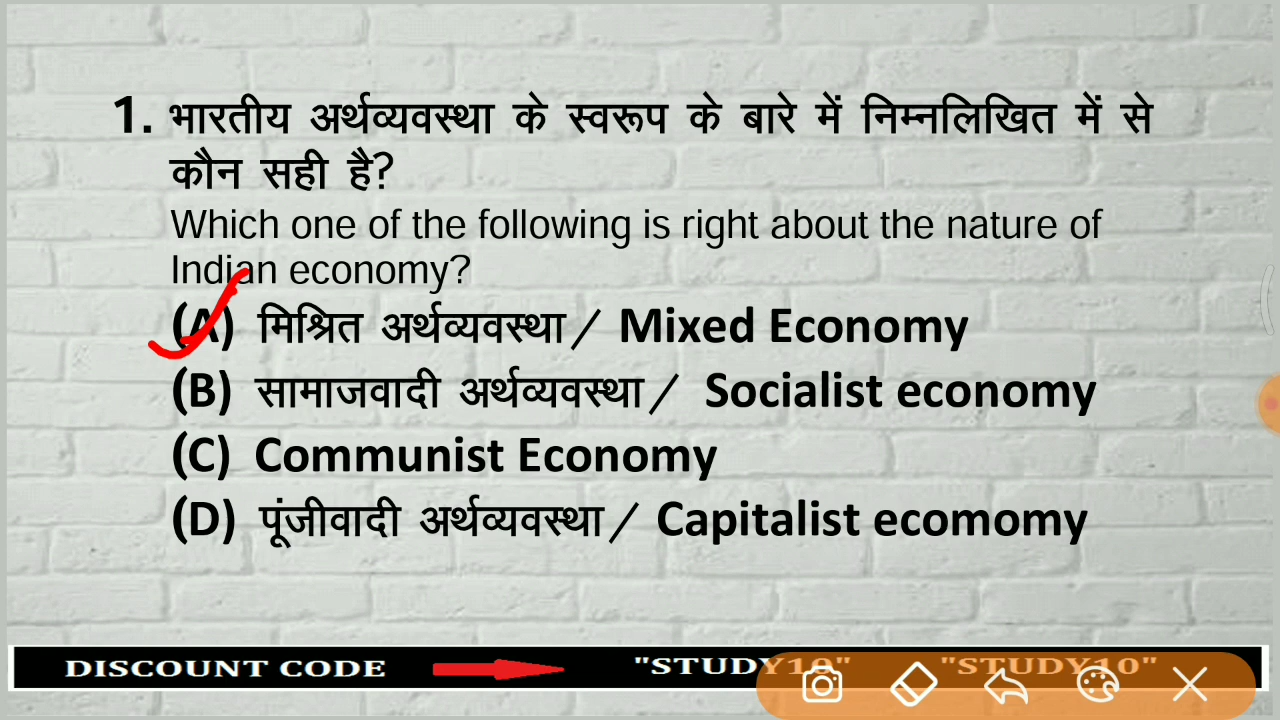 1. भारतीय अर्थव्यवस्था के स्वरूप के बारे में निम्नलिखित में से
कौन सही है?
Which one of the following is right about the nature of
Indian economy?
(A) मिश्रित अर्थव्यवस्था/ Mixed Economy
(B) सामाजवादी अर्थव्यवस्था/ Socialist economy
(C) Communist Economy
(D) पूंजीवादी अर्थव्यवस्था/ Capitalist ecomomy
DISCOUNT CODE "STUDY10" "STUDY10"